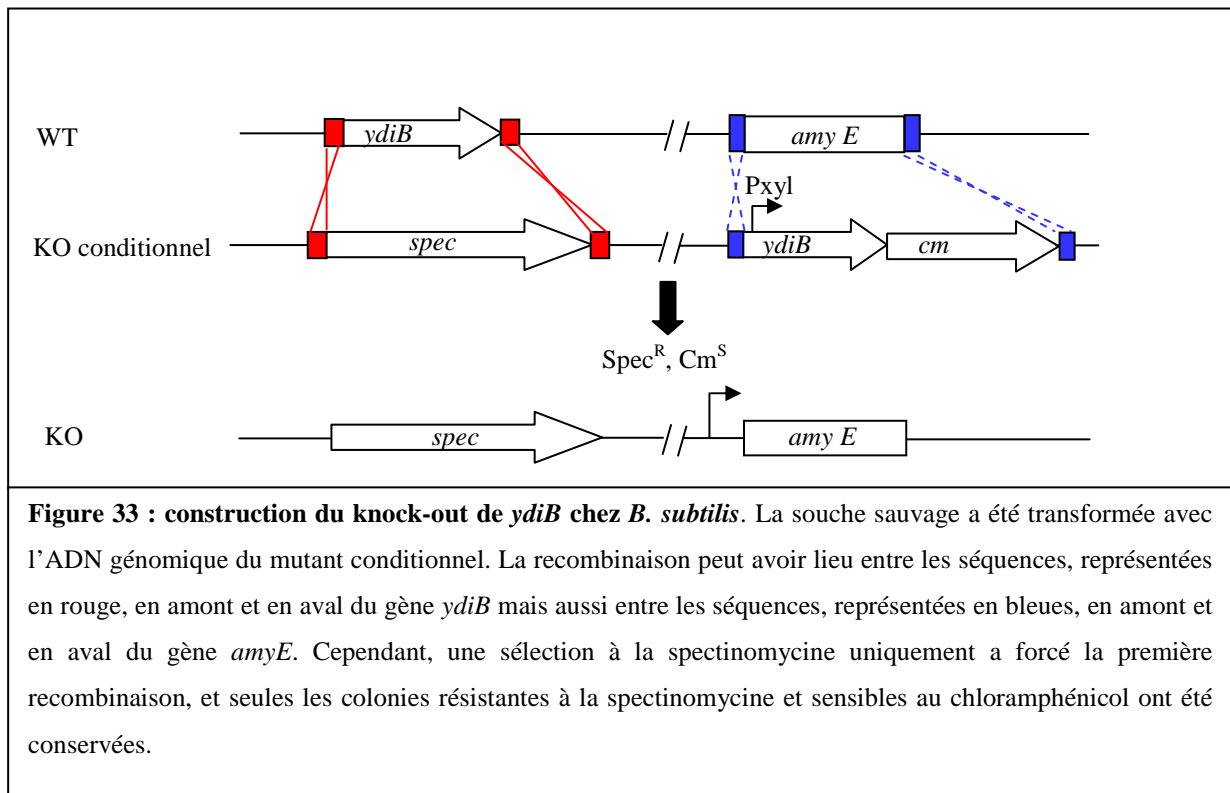 WT
ydiB
amy E
Pxyl
KO conditionnel
spec
ydiB
cm
Spec^R, Cm^S
KO
spec
amy E
Figure 33 : construction du knock-out de ydiB chez B. subtilis. La souche sauvage a été transformée avec
l'ADN génomique du mutant conditionnel. La recombinaison peut avoir lieu entre les séquences, représentées
en rouge, en amont et en aval du gène ydiB mais aussi entre les séquences, représentées en bleues, en amont et
en aval du gène amyE. Cependant, une sélection à la spectinomycine uniquement a forcé la première
recombinaison, et seules les colonies résistantes à la spectinomycine et sensibles au chloramphénicol ont été
conservées.